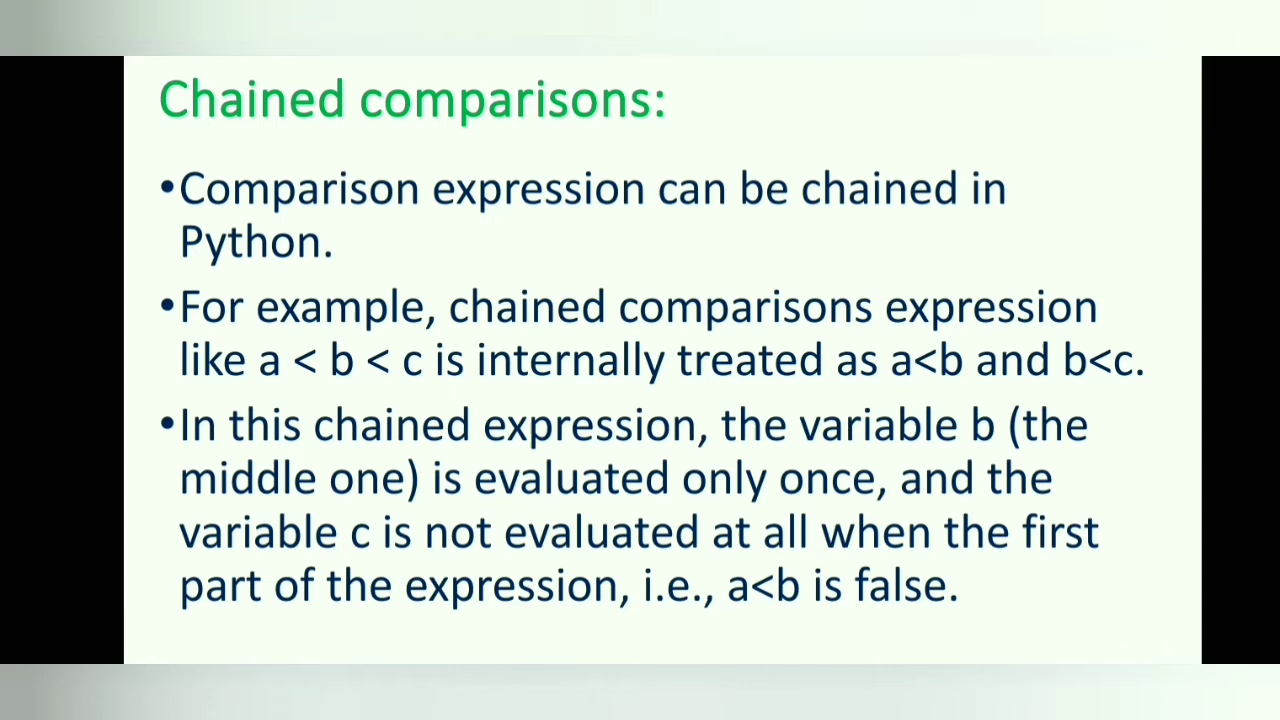 Chained comparisons:
•Comparison expression can be chained in
Python.
•For example, chained comparisons expression
like a < b < c is internally treated as a<b and b<c.
•In this chained expression, the variable b (the
middle one) is evaluated only once, and the
variable c is not evaluated at all when the first
part of the expression, i.e., a<b is false.